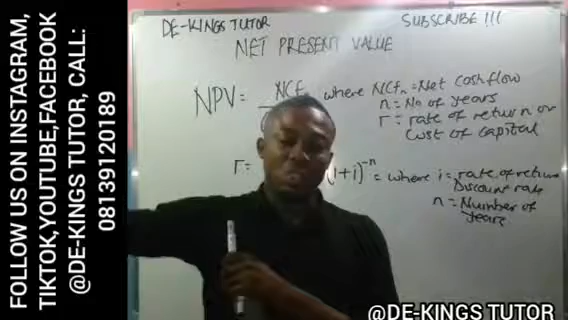 FOLLOW US ON INSTAGRAM,
TIKTOK,YOUTUBE,FACEBOOK
@DE-KINGS TUTOR, CALL:
08139120189
DE-KINGS TUTOR
SUBSCRIBE !!!
NET PRESENT VALUE
NPV = NCf where NCfn = Net cashflow
n = No of years
r = rate of return or
Cost of capital
r =
(1+i)^-n = where i = rate of return
Discount rate
n = Number of
years
@DE-KINGS TUTOR